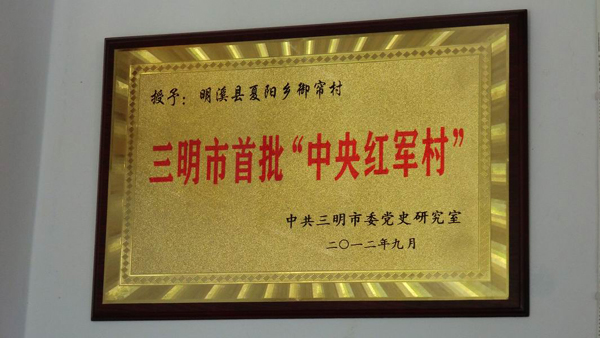 授予：明溪县夏阳乡御帘村
三明市首批“中央红军村”
中共三明市委党史研究室
二〇一二年九月